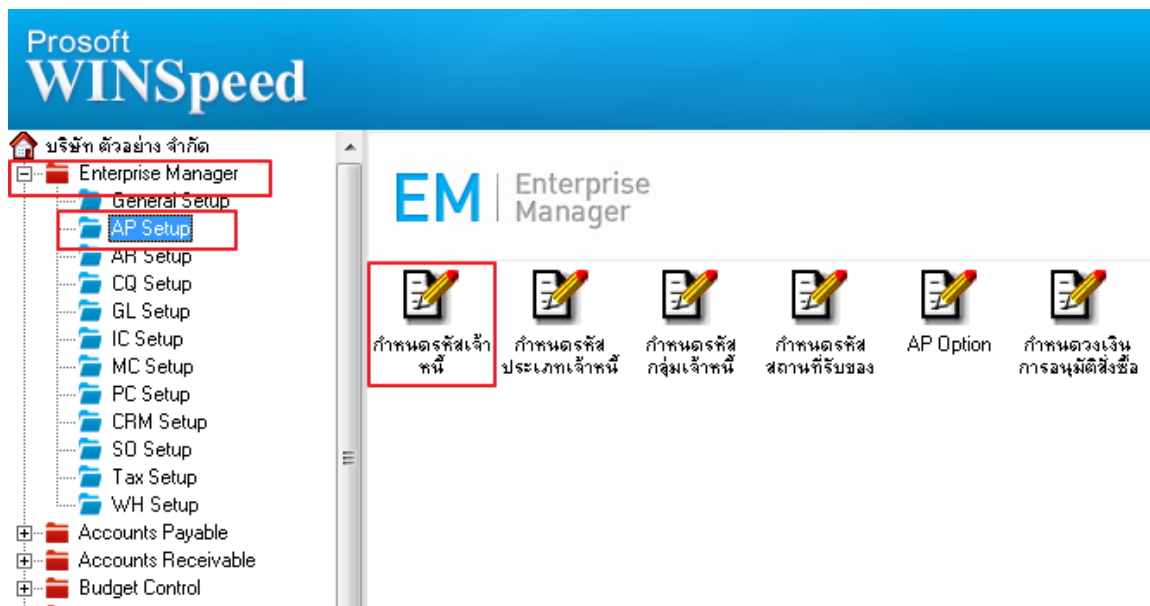 Prosoft
WINSpeed
บริษัท ตัวอย่าง จำกัด
Enterprise Manager
General Setup
AP Setup
AR Setup
CQ Setup
GL Setup
IC Setup
MC Setup
PC Setup
CRM Setup
SO Setup
Tax Setup
WH Setup
Accounts Payable
Accounts Receivable
Budget Control
EM
Enterprise
Manager
กำหนดรหัสเจ้า
หนี้
กำหนดรหัส
ประเภทเจ้าหนี้
กำหนดรหัส
กลุ่มเจ้าหนี้
กำหนดรหัส
สถานที่รับของ
AP Option
กำหนดวงเงิน
การอนุมัติสั่งซื้อ